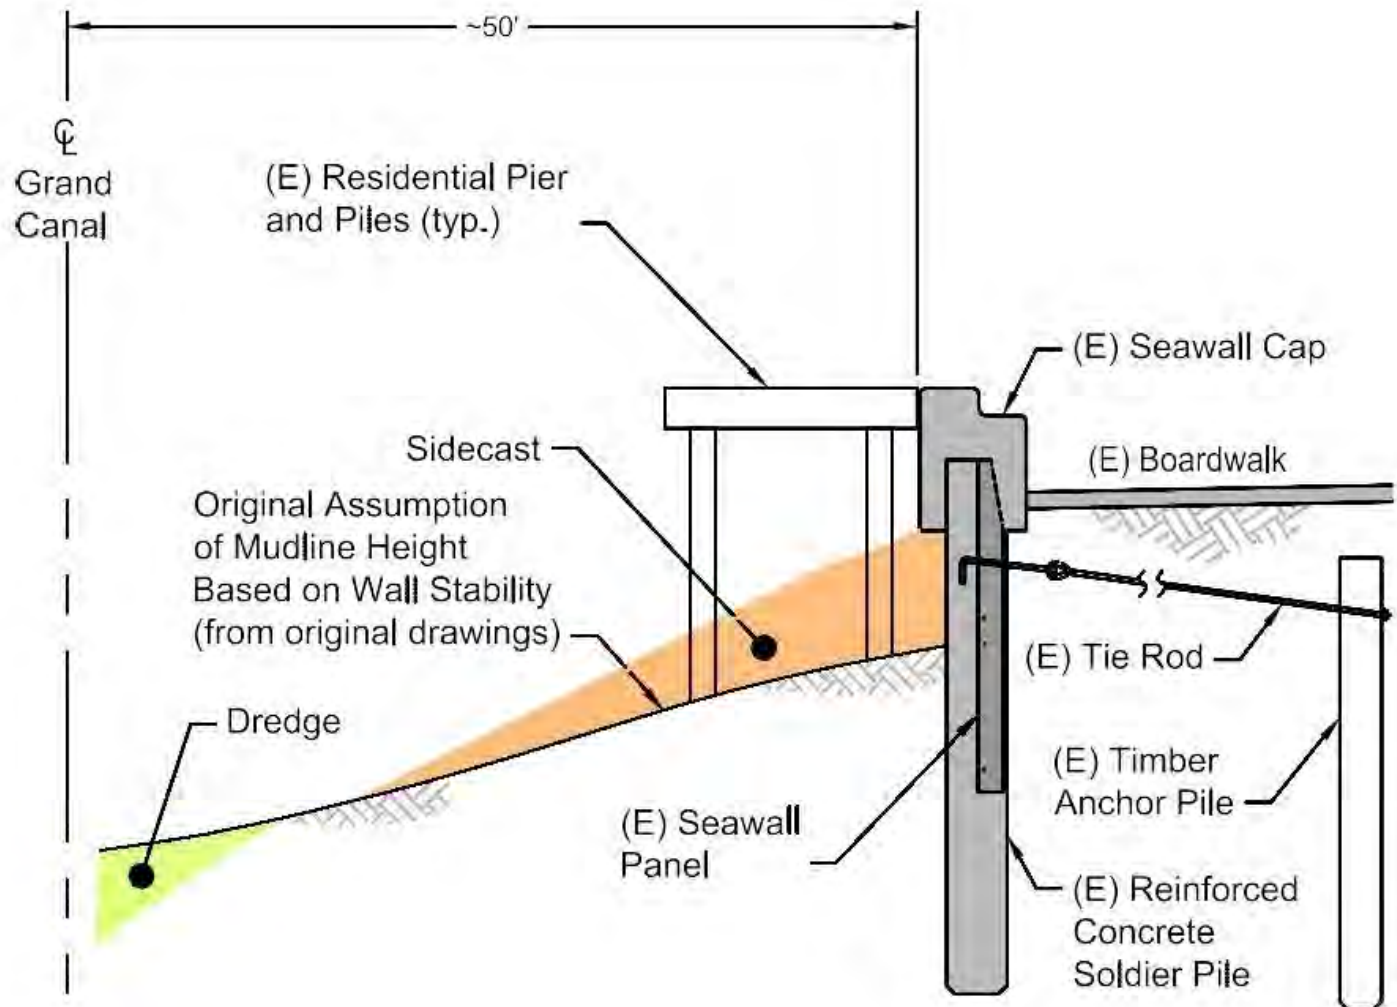 ~50'
℄
Grand
Canal
(E) Residential Pier
and Piles (typ.)
(E) Seawall Cap
Sidecast
(E) Boardwalk
Original Assumption
of Mudline Height
Based on Wall Stability
(from original drawings)
(E) Tie Rod
Dredge
(E) Timber
Anchor Pile
(E) Seawall
Panel
(E) Reinforced
Concrete
Soldier Pile